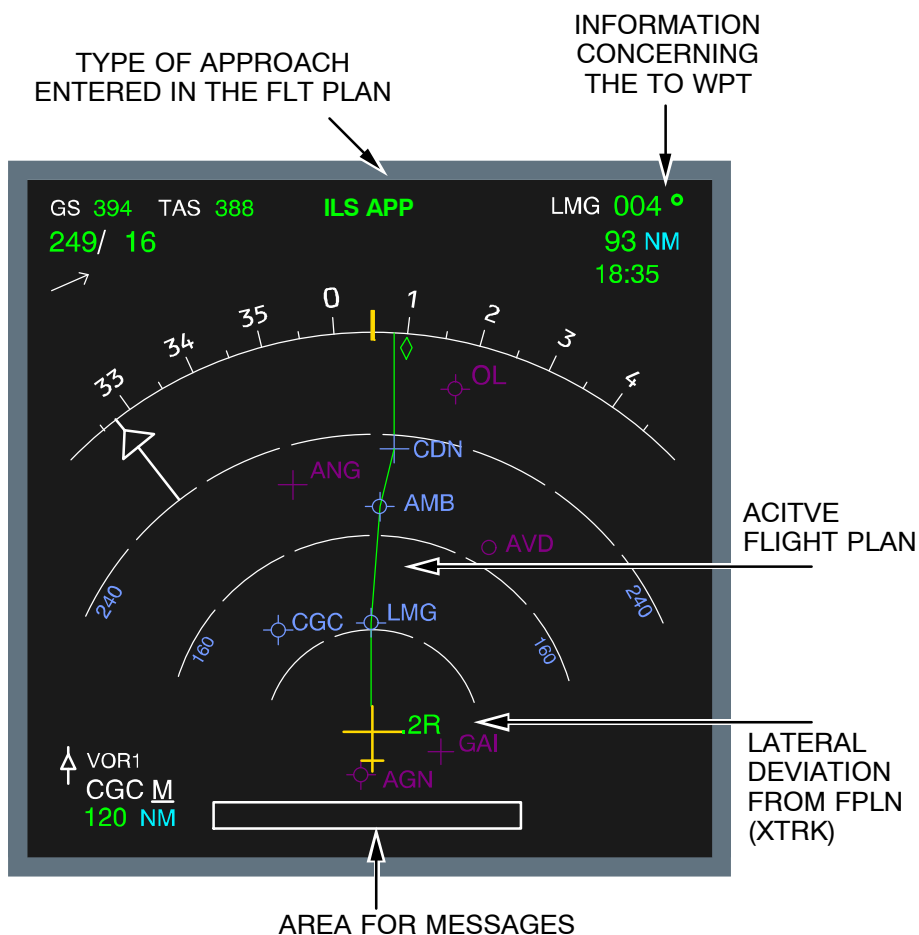 TYPE OF APPROACH
ENTERED IN THE FLT PLAN
INFORMATION
CONCERNING
THE TO WPT
GS 394 TAS 388
ILS APP
LMG 004 °
249/ 16
93 NM
18:35
33
34
35
0
1
2
3
4
OL
CDN
ANG
AMB
AVD
ACITVE
FLIGHT PLAN
240
240
CGC
LMG
160
160
.2R
GAI
AGN
LATERAL
DEVIATION
FROM FPLN
(XTRK)
VOR1
CGC M
120 NM
AREA FOR MESSAGES